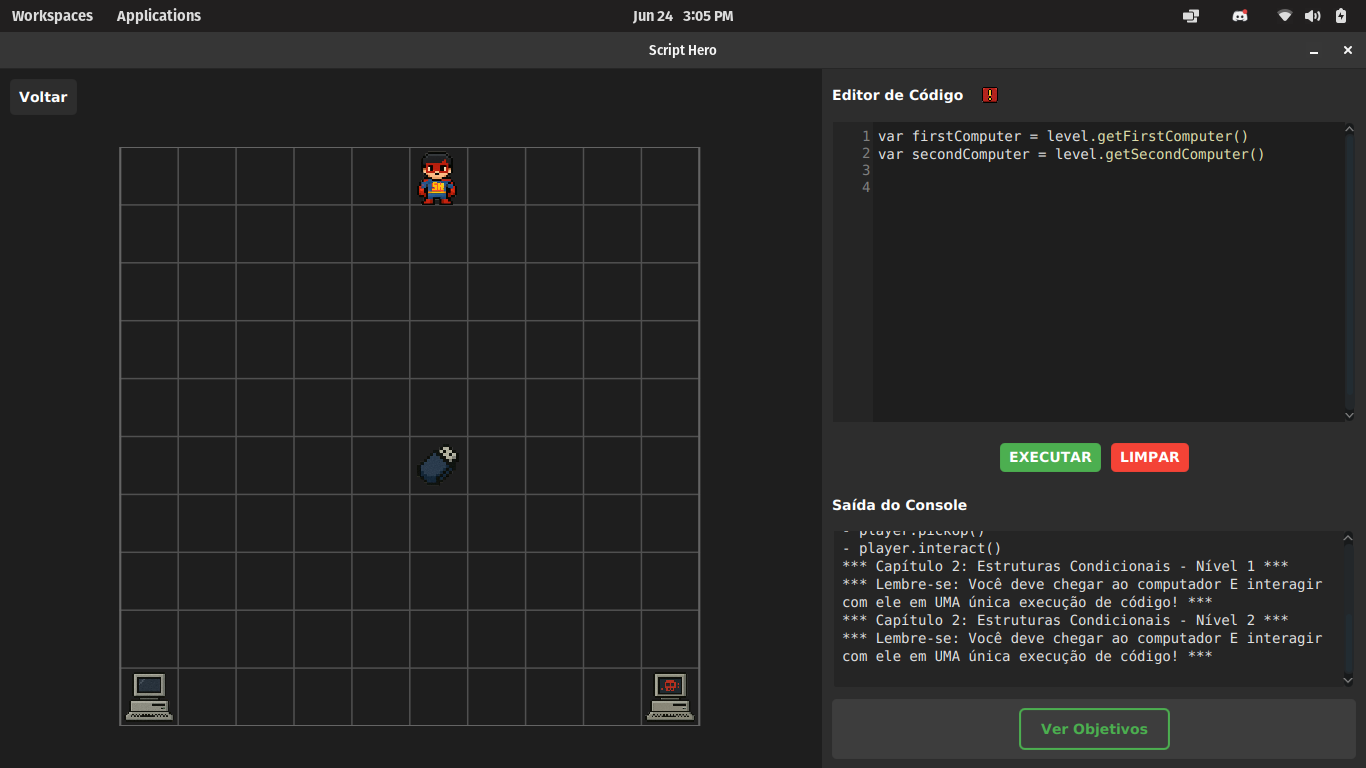 Workspaces Applications Jun 24 3:05 PM
Script Hero
Voltar
SH
Editor de Código
1 var firstComputer = level.getFirstComputer()
2 var secondComputer = level.getSecondComputer()
3
4
EXECUTAR LIMPAR
Saída do Console
- player.pickup()
- player.interact()
*** Capítulo 2: Estruturas Condicionais - Nível 1 ***
*** Lembre-se: Você deve chegar ao computador E interagir
com ele em UMA única execução de código! ***
*** Capítulo 2: Estruturas Condicionais - Nível 2 ***
*** Lembre-se: Você deve chegar ao computador E interagir
com ele em UMA única execução de código! ***
Ver Objetivos